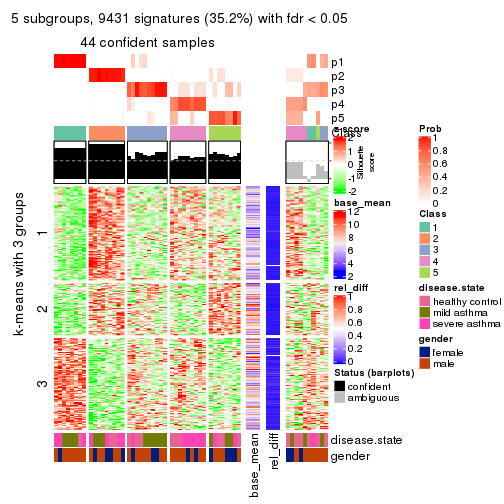 5 subgroups, 9431 signatures (35.2%) with fdr < 0.05
44 confident samples
p1
p2
p3
p4
p5
Class
z-score
2
1
0
-1
-2
Silhouette
score
k-means with 3 groups
1
2
3
base_mean
12
10
8
6
4
2
rel_diff
1
0.8
0.6
0.4
0.2
0
Status (barplots)
confident
ambiguous
Prob
1
0.8
0.6
0.4
0.2
0
Class
1
2
3
4
5
disease.state
healthy control
mild asthma
severe asthma
gender
female
male
disease.state
gender
base_mean
rel_diff